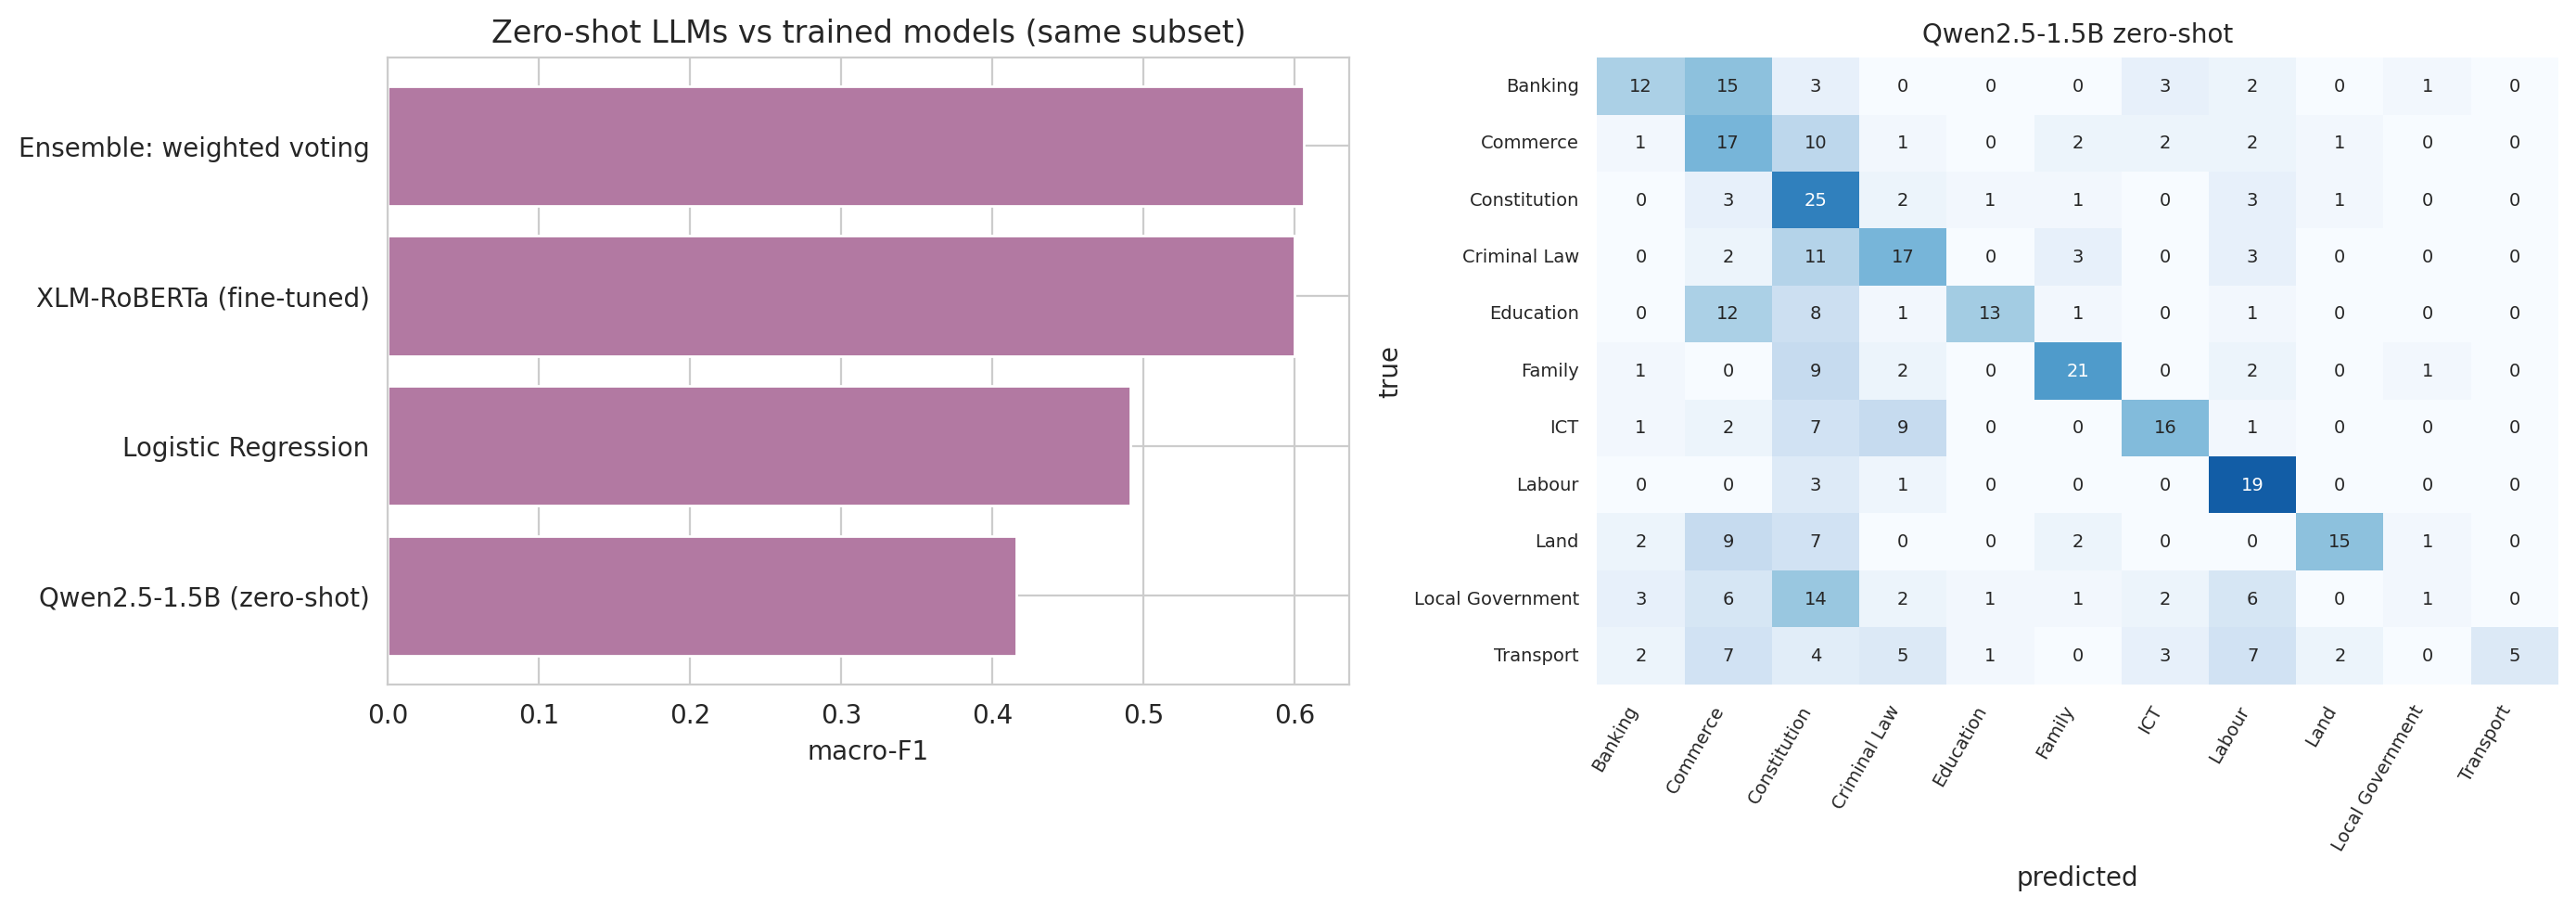 Zero-shot LLMs vs trained models (same subset)
Ensemble: weighted voting
XLM-RoBERTa (fine-tuned)
Logistic Regression
Qwen2.5-1.5B (zero-shot)
0.0 0.1 0.2 0.3 0.4 0.5 0.6
macro-F1
Qwen2.5-1.5B zero-shot
true
Banking 12 15 3 0 0 0 3 2 0 1 0
Commerce 1 17 10 1 0 2 2 2 1 0 0
Constitution 0 3 25 2 1 1 0 3 1 0 0
Criminal Law 0 2 11 17 0 3 0 3 0 0 0
Education 0 12 8 1 13 1 0 1 0 0 0
Family 1 0 9 2 0 21 0 2 0 1 0
ICT 1 2 7 9 0 0 16 1 0 0 0
Labour 0 0 3 1 0 0 0 19 0 0 0
Land 2 9 7 0 0 2 0 0 15 1 0
Local Government 3 6 14 2 1 1 2 6 0 1 0
Transport 2 7 4 5 1 0 3 7 2 0 5
Banking Commerce Constitution Criminal Law Education Family ICT Labour Land Local Government Transport
predicted